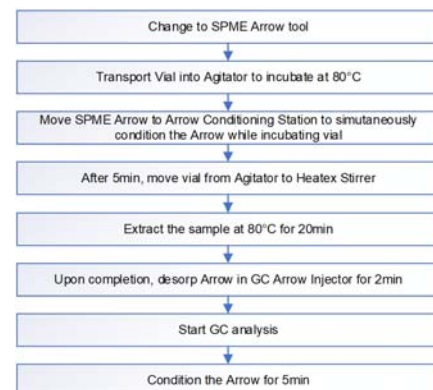 Change to SPME Arrow tool
Transport Vial into Agitator to incubate at 80°C
Move SPME Arrow to Arrow Conditioning Station to simutaneously
condition the Arrow while incubating vial
After 5min, move vial from Agitator to Heatex Stirrer
Extract the sample at 80°C for 20min
Upon completion, desorp Arrow in GC Arrow Injector for 2min
Start GC analysis
Condition the Arrow for 5min